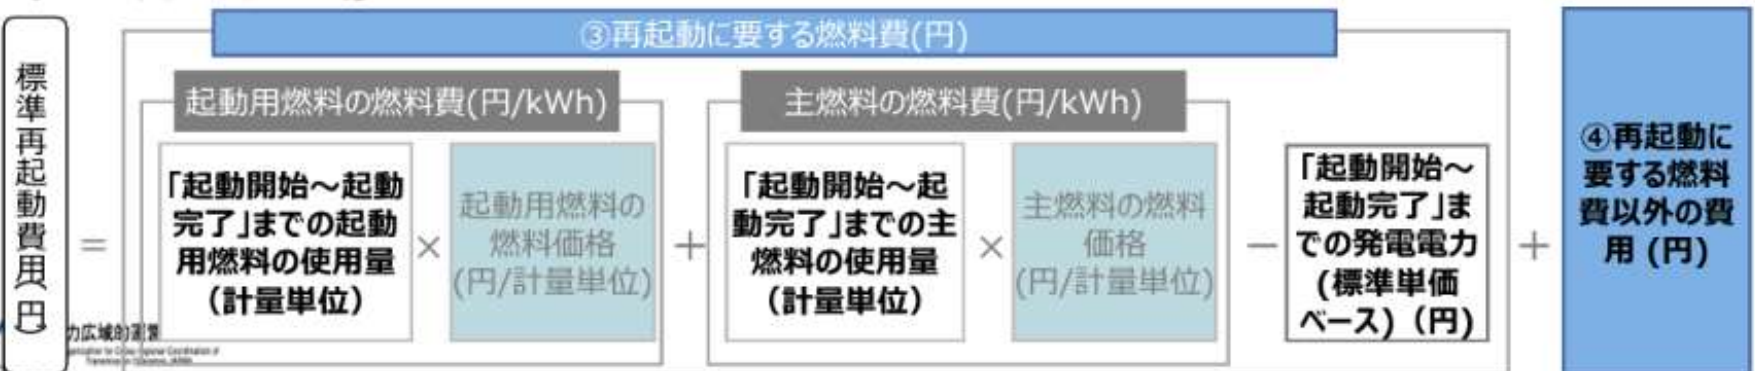 ③再起動に要する燃料費(円)
標準再起動費用(円)
=
起動用燃料の燃料費(円/kWh)
「起動開始～起動
完了」までの起動
用燃料の使用量
（計量単位）
×
起動用燃料の
燃料価格
(円/計量単位)
+
主燃料の燃料費(円/kWh)
「起動開始～起
動完了」までの主
燃料の使用量
（計量単位）
×
主燃料の燃料
価格
(円/計量単位)
－
「起動開始～
起動完了」ま
での発電電力
(標準単価
ベース)（円)
+
④再起動に
要する燃料
費以外の費
用 (円)
力広域的運営